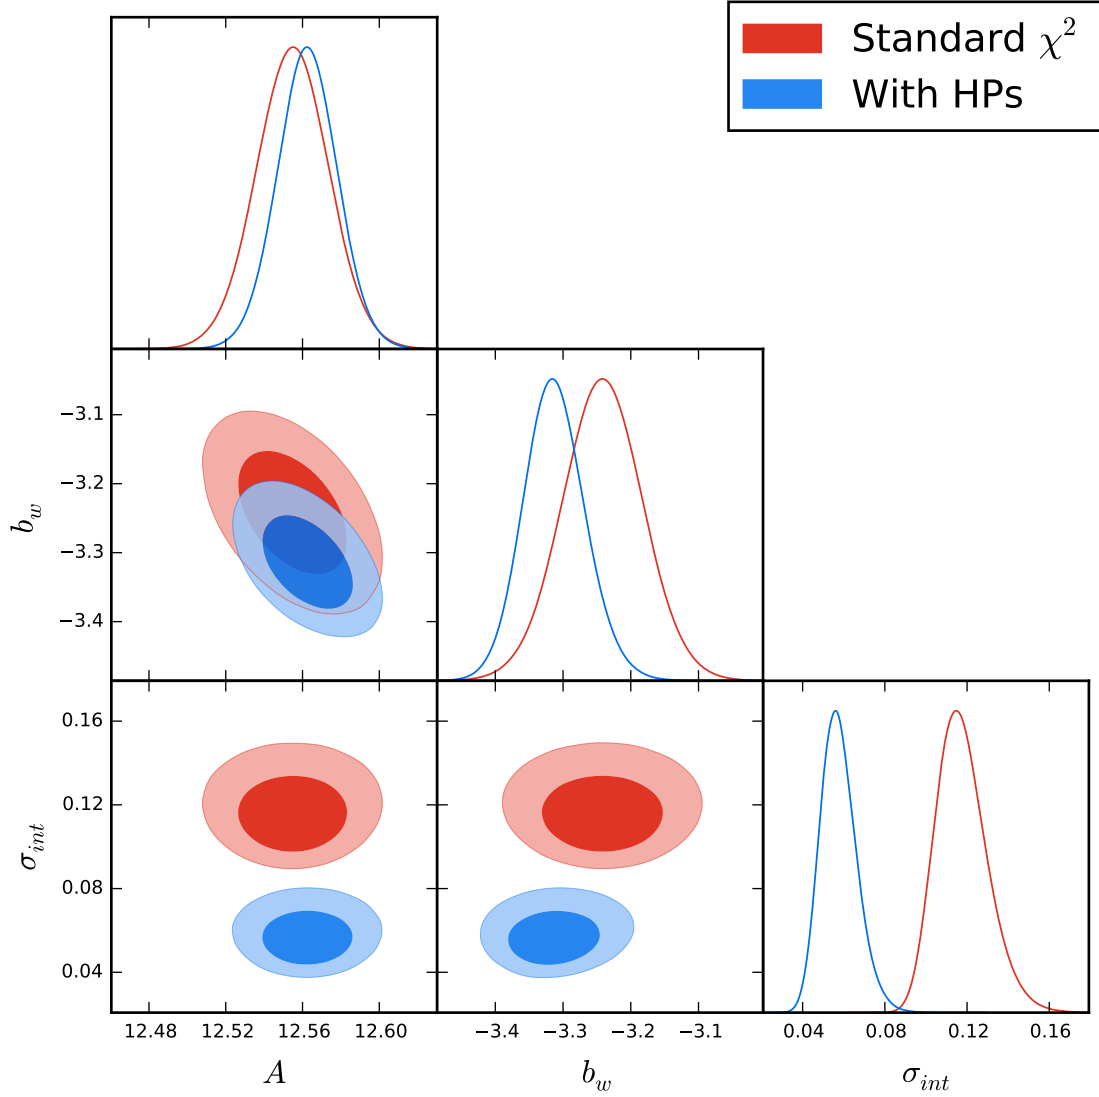 Standard χ²
With HPs
−3.1
−3.2
−3.3
−3.4
b_w
0.16
0.12
0.08
0.04
σ_int
12.48 12.52 12.56 12.60
−3.4 −3.3 −3.2 −3.1
0.04 0.08 0.12 0.16
A
b_w
σ_int